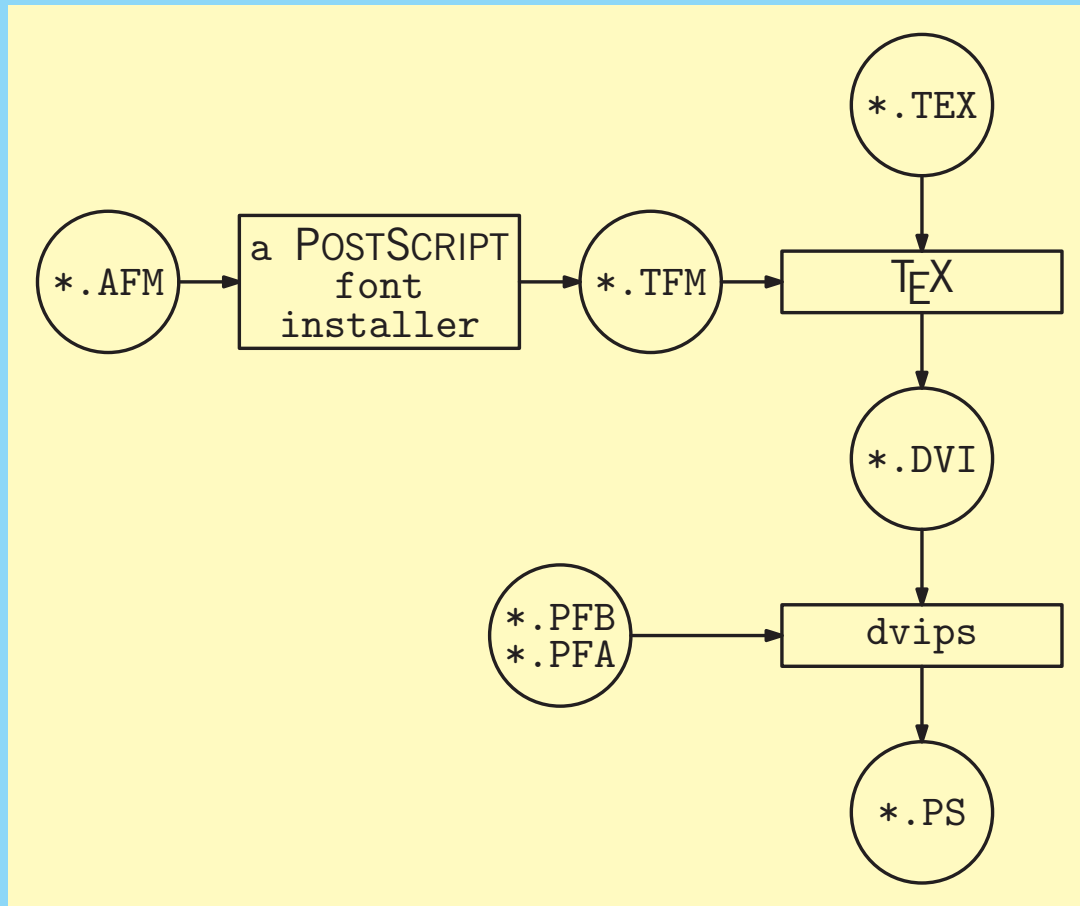 *.TEX
*.AFM
a POSTSCRIPT
font
installer
*.TFM
TEX
*.DVI
*.PFB
*.PFA
dvips
*.PS